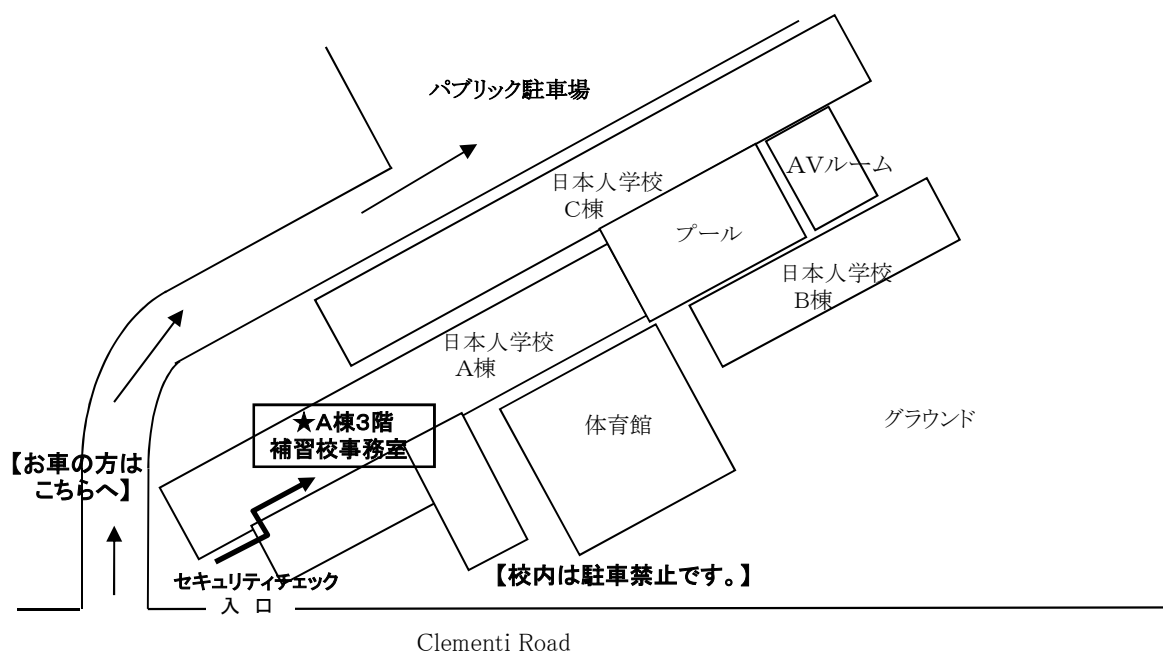 パブリック駐車場
AVルーム
日本人学校
C棟
プール
日本人学校
B棟
日本人学校
A棟
★A棟3階
補習校事務室
体育館
グラウンド
【お車の方は
こちらへ】
セキュリティチェック
入 口
【校内は駐車禁止です。】
Clementi Road